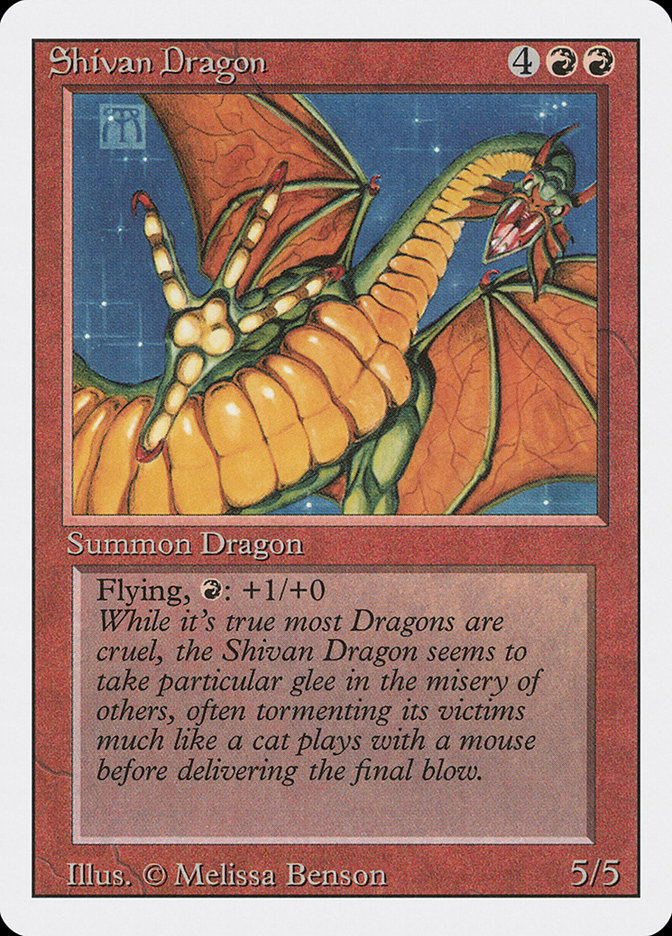 Shivan Dragon 4
Summon Dragon
Flying, : +1/+0
While it's true most Dragons are
cruel, the Shivan Dragon seems to
take particular glee in the misery of
others, often tormenting its victims
much like a cat plays with a mouse
before delivering the final blow.
Illus. © Melissa Benson 5/5